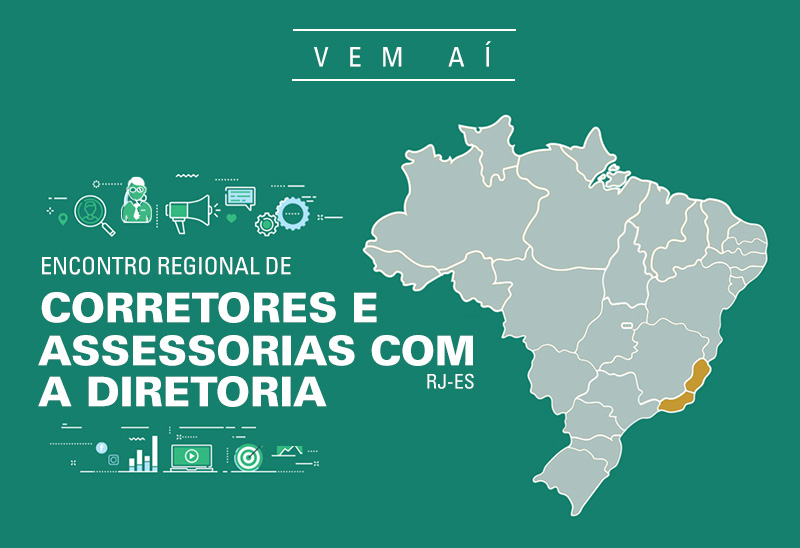 VEM AÍ
ENCONTRO REGIONAL DE
CORRETORES E
ASSESSORIAS COM
A DIRETORIA
RJ-ES